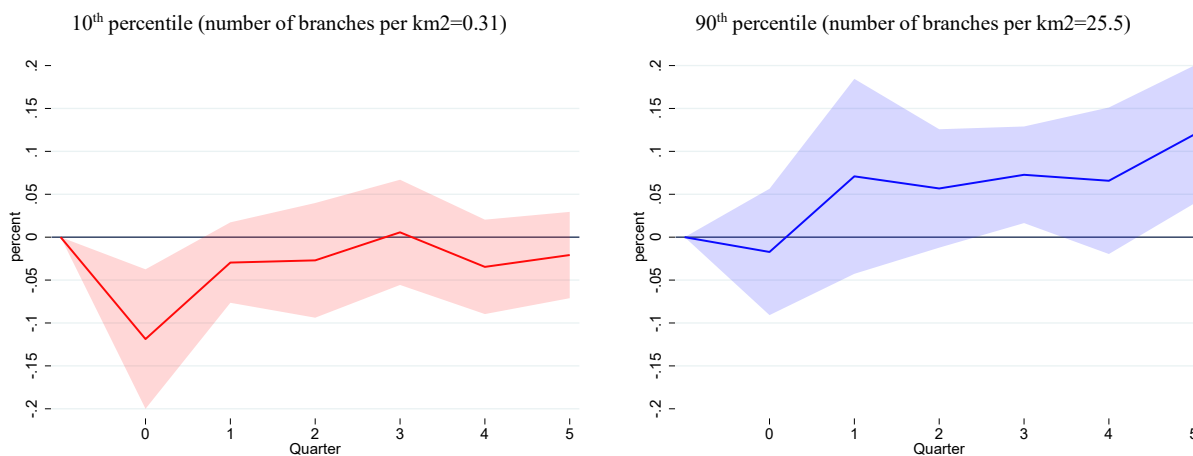 10th percentile (number of branches per km2=0.31)
.2
.15
.1
.05
0
-.05
-.1
-.15
-.2
percent
0 1 2 3 4 5
Quarter
90th percentile (number of branches per km2=25.5)
.2
.15
.1
.05
0
-.05
-.1
-.15
-.2
percent
0 1 2 3 4 5
Quarter